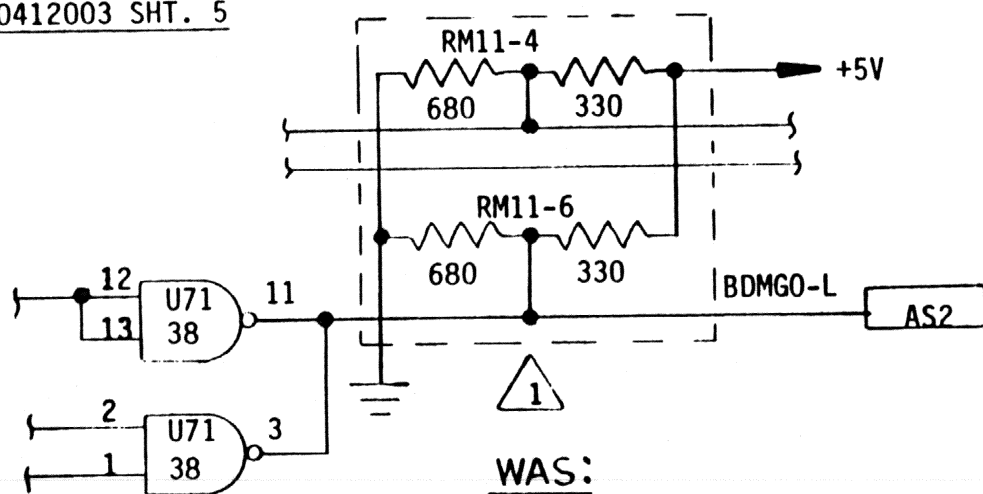 0412003 SHT. 5
RM11-4
+5V
680 330
RM11-6
680 330
12 U71 11 BDMGO-L
13 38 AS2
1
2 U71 3
1 38
WAS: